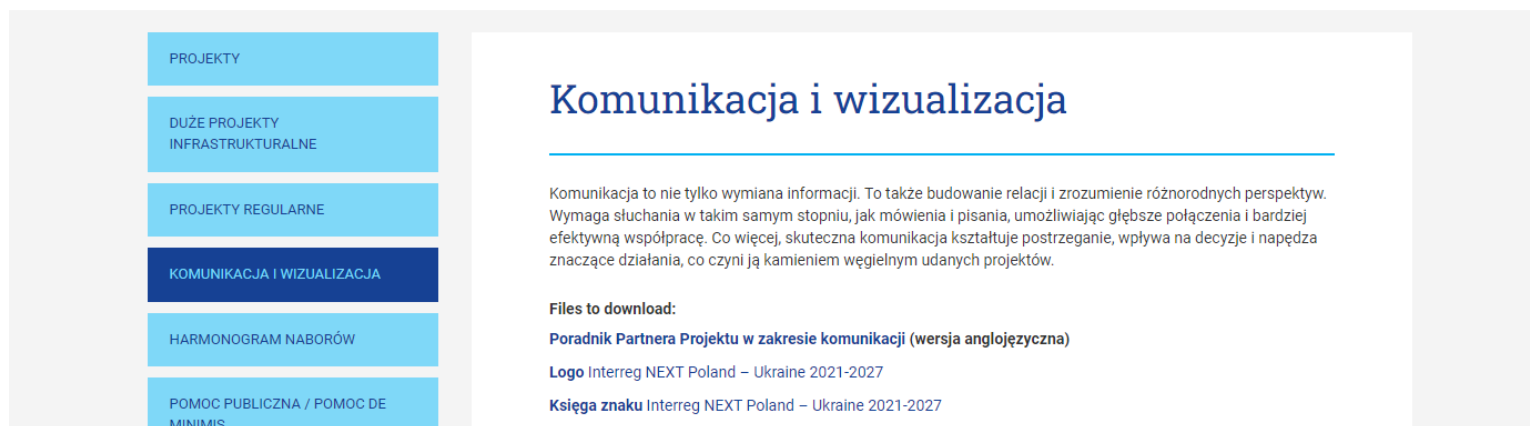 PROJEKTY
DUŻE PROJEKTY
INFRASTRUKTURALNE
PROJEKTY REGULARNE
KOMUNIKACJA I WIZUALIZACJA
HARMONOGRAM NABORÓW
POMOC PUBLICZNA / POMOC DE
MINIMIS
Komunikacja i wizualizacja
Komunikacja to nie tylko wymiana informacji. To także budowanie relacji i zrozumienie różnorodnych perspektyw.
Wymaga słuchania w takim samym stopniu, jak mówienia i pisania, umożliwiając głębsze połączenia i bardziej
efektywną współpracę. Co więcej, skuteczna komunikacja kształtuje postrzeganie, wpływa na decyzje i napędza
znaczące działania, co czyni ją kamieniem węgielnym udanych projektów.
Files to download:
Poradnik Partnera Projektu w zakresie komunikacji (wersja anglojęzyczna)
Logo Interreg NEXT Poland – Ukraine 2021-2027
Księga znaku Interreg NEXT Poland – Ukraine 2021-2027